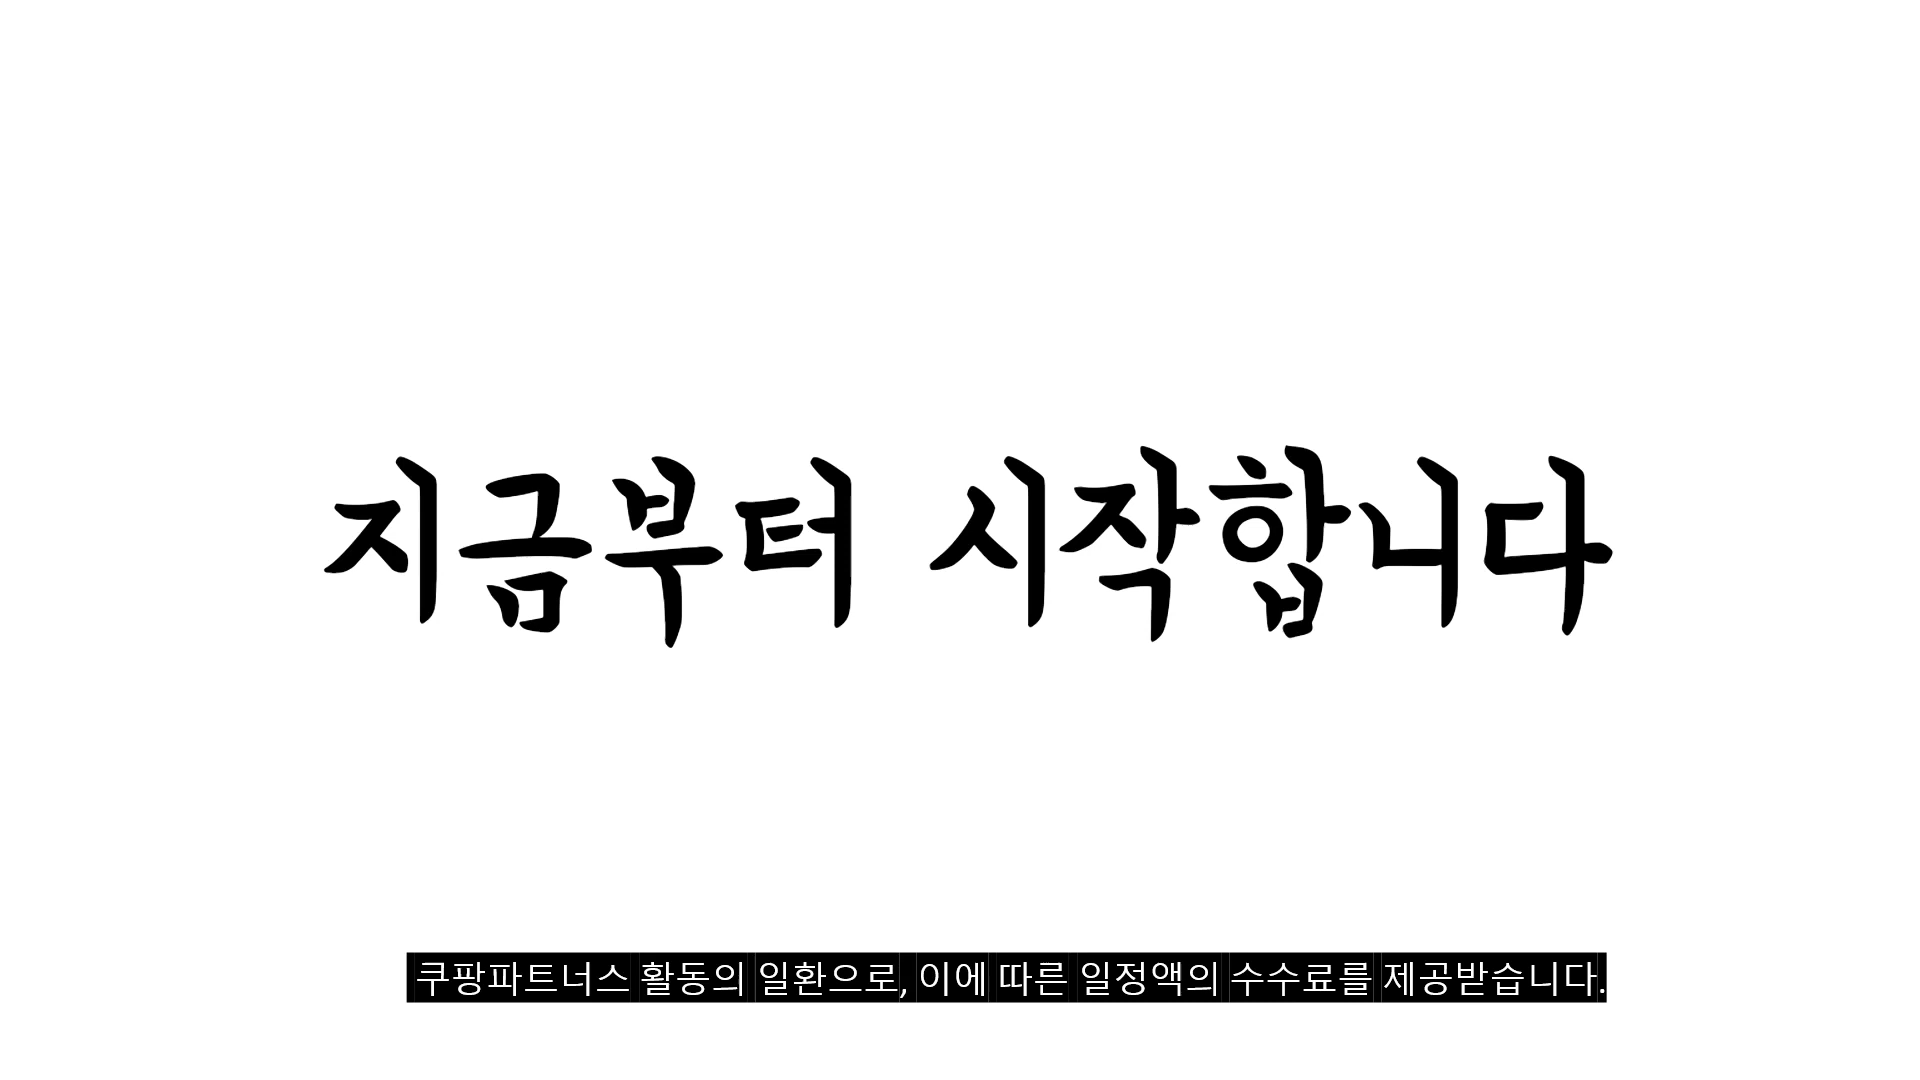 지금부터 시작합니다
쿠팡파트너스 활동의 일환으로, 이에 따른 일정액의 수수료를 제공받습니다.